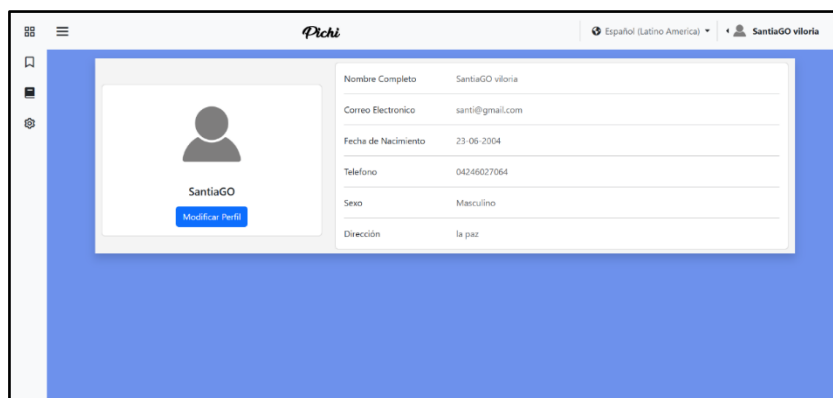 Pichi
Español (Latino America)
SantiaGO viloria
SantiaGO
Modificar Perfil
Nombre Completo SantiaGO viloria
Correo Electronico santi@gmail.com
Fecha de Nacimiento 23-06-2004
Telefono 04246027064
Sexo Masculino
Dirección la paz